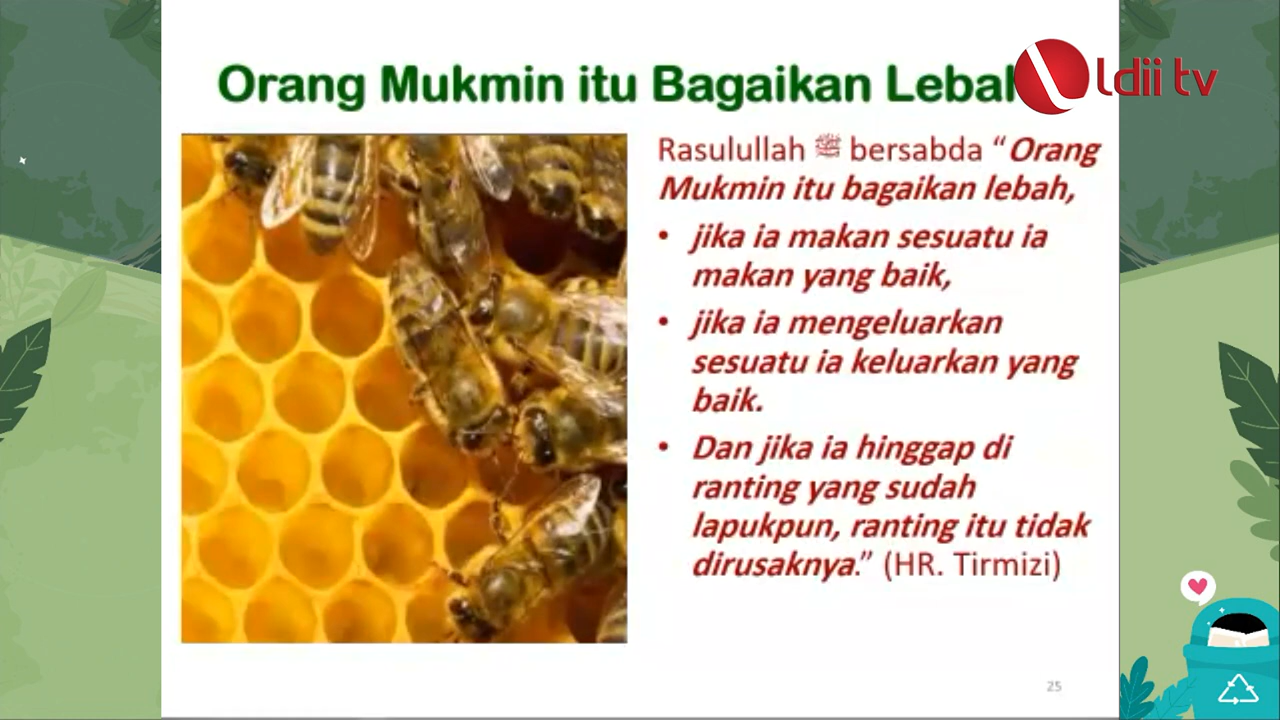 Orang Mukmin itu Bagaikan Lebah
ldii tv
Rasulullah ﷺ bersabda “Orang
Mukmin itu bagaikan lebah,
• jika ia makan sesuatu ia
makan yang baik,
• jika ia mengeluarkan
sesuatu ia keluarkan yang
baik.
• Dan jika ia hinggap di
ranting yang sudah
lapukpun, ranting itu tidak
dirusaknya.” (HR. Tirmizi)
25